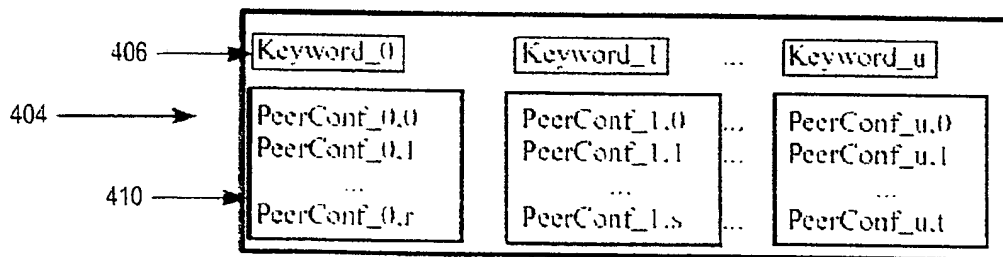 406 Keyword_0 Keyword_1 ... Keyword_u
404 PeerConf_0.0 PeerConf_1.0 ... PeerConf_u.0
PeerConf_0.1 PeerConf_1.1 ... PeerConf_u.1
410 ... ... ...
PeerConf_0.r PeerConf_1.s ... PeerConf_u.t